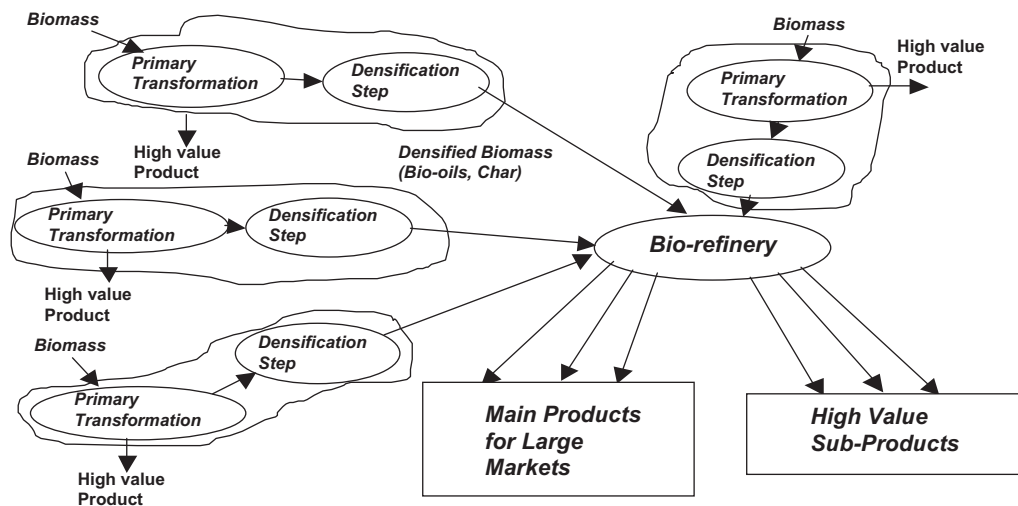 Biomass
Primary
Transformation
Densification
Step
High value
Product
Densified Biomass
(Bio-oils, Char)
Biomass
Primary
Transformation
High value
Product
Densification
Step
Biomass
Primary
Transformation
Densification
Step
High value
Product
Bio-refinery
Biomass
Primary
Transformation
Densification
Step
High value
Product
Main Products
for Large
Markets
High Value
Sub-Products